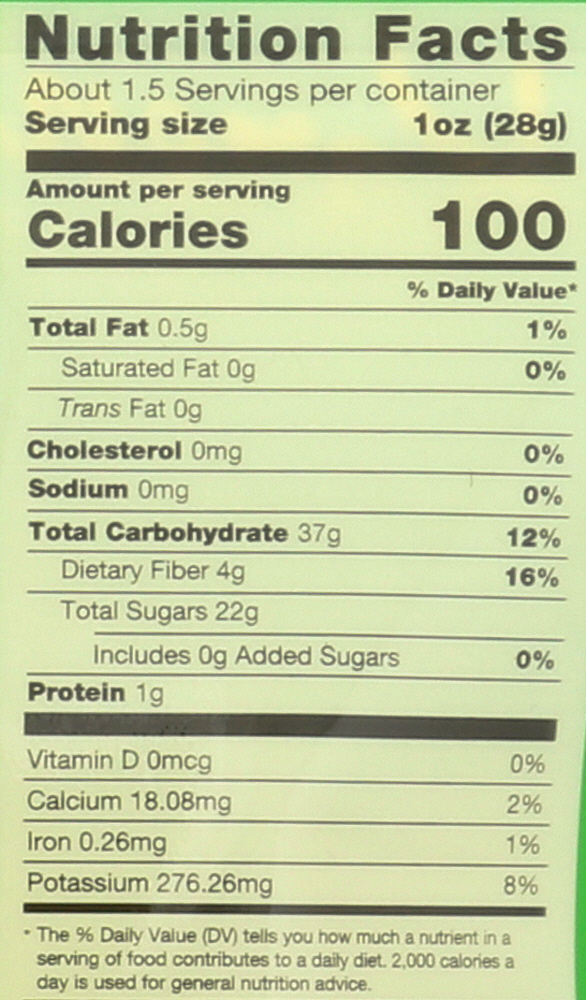 Nutrition Facts
About 1.5 Servings per container
Serving size 1oz (28g)
Amount per serving
Calories 100
% Daily Value*
Total Fat 0.5g 1%
Saturated Fat 0g 0%
Trans Fat 0g
Cholesterol 0mg 0%
Sodium 0mg 0%
Total Carbohydrate 37g 12%
Dietary Fiber 4g 16%
Total Sugars 22g
Includes 0g Added Sugars 0%
Protein 1g
Vitamin D 0mcg 0%
Calcium 18.08mg 2%
Iron 0.26mg 1%
Potassium 276.26mg 8%
* The % Daily Value (DV) tells you how much a nutrient in a
serving of food contributes to a daily diet. 2,000 calories a
day is used for general nutrition advice.